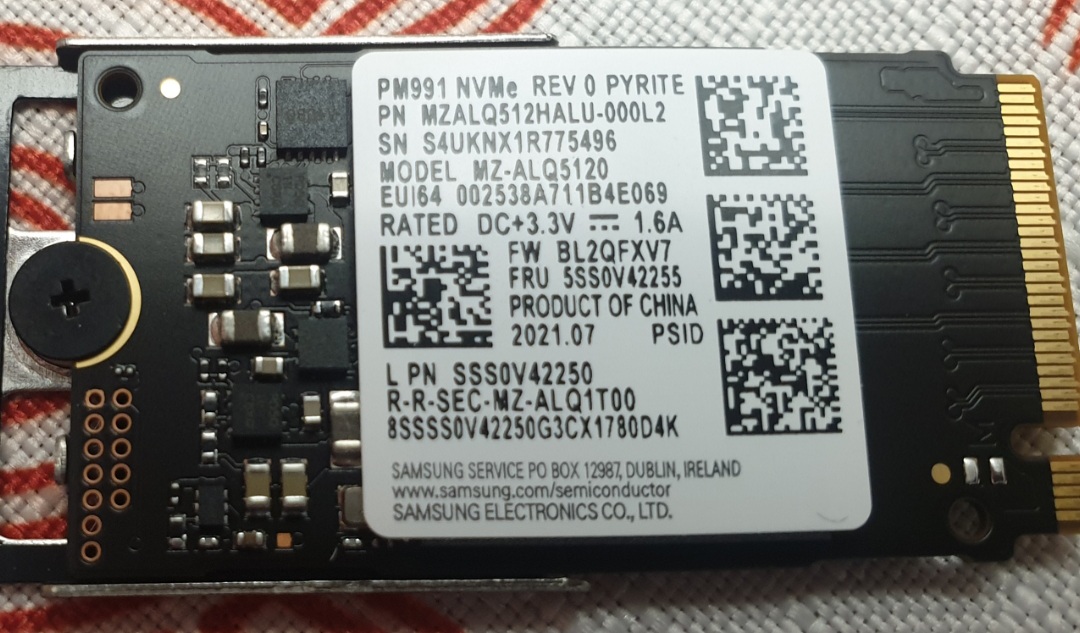 PM991 NVMe REV 0 PYRITE
PN MZALQ512HALU-000L2
SN S4UKNX1R775496
MODEL MZ-ALQ5120
EUI64 002538A711B4E069
RATED DC+3.3V ⎓ 1.6A
FW BL2QFXV7
FRU 5SS0V42255
PRODUCT OF CHINA
2021.07 PSID
L PN SSS0V42250
R-R-SEC-MZ-ALQ1T00
8SSSS0V42250G3CX1780D4K
SAMSUNG SERVICE PO BOX 12987, DUBLIN, IRELAND
www.samsung.com/semiconductor
SAMSUNG ELECTRONICS CO., LTD.